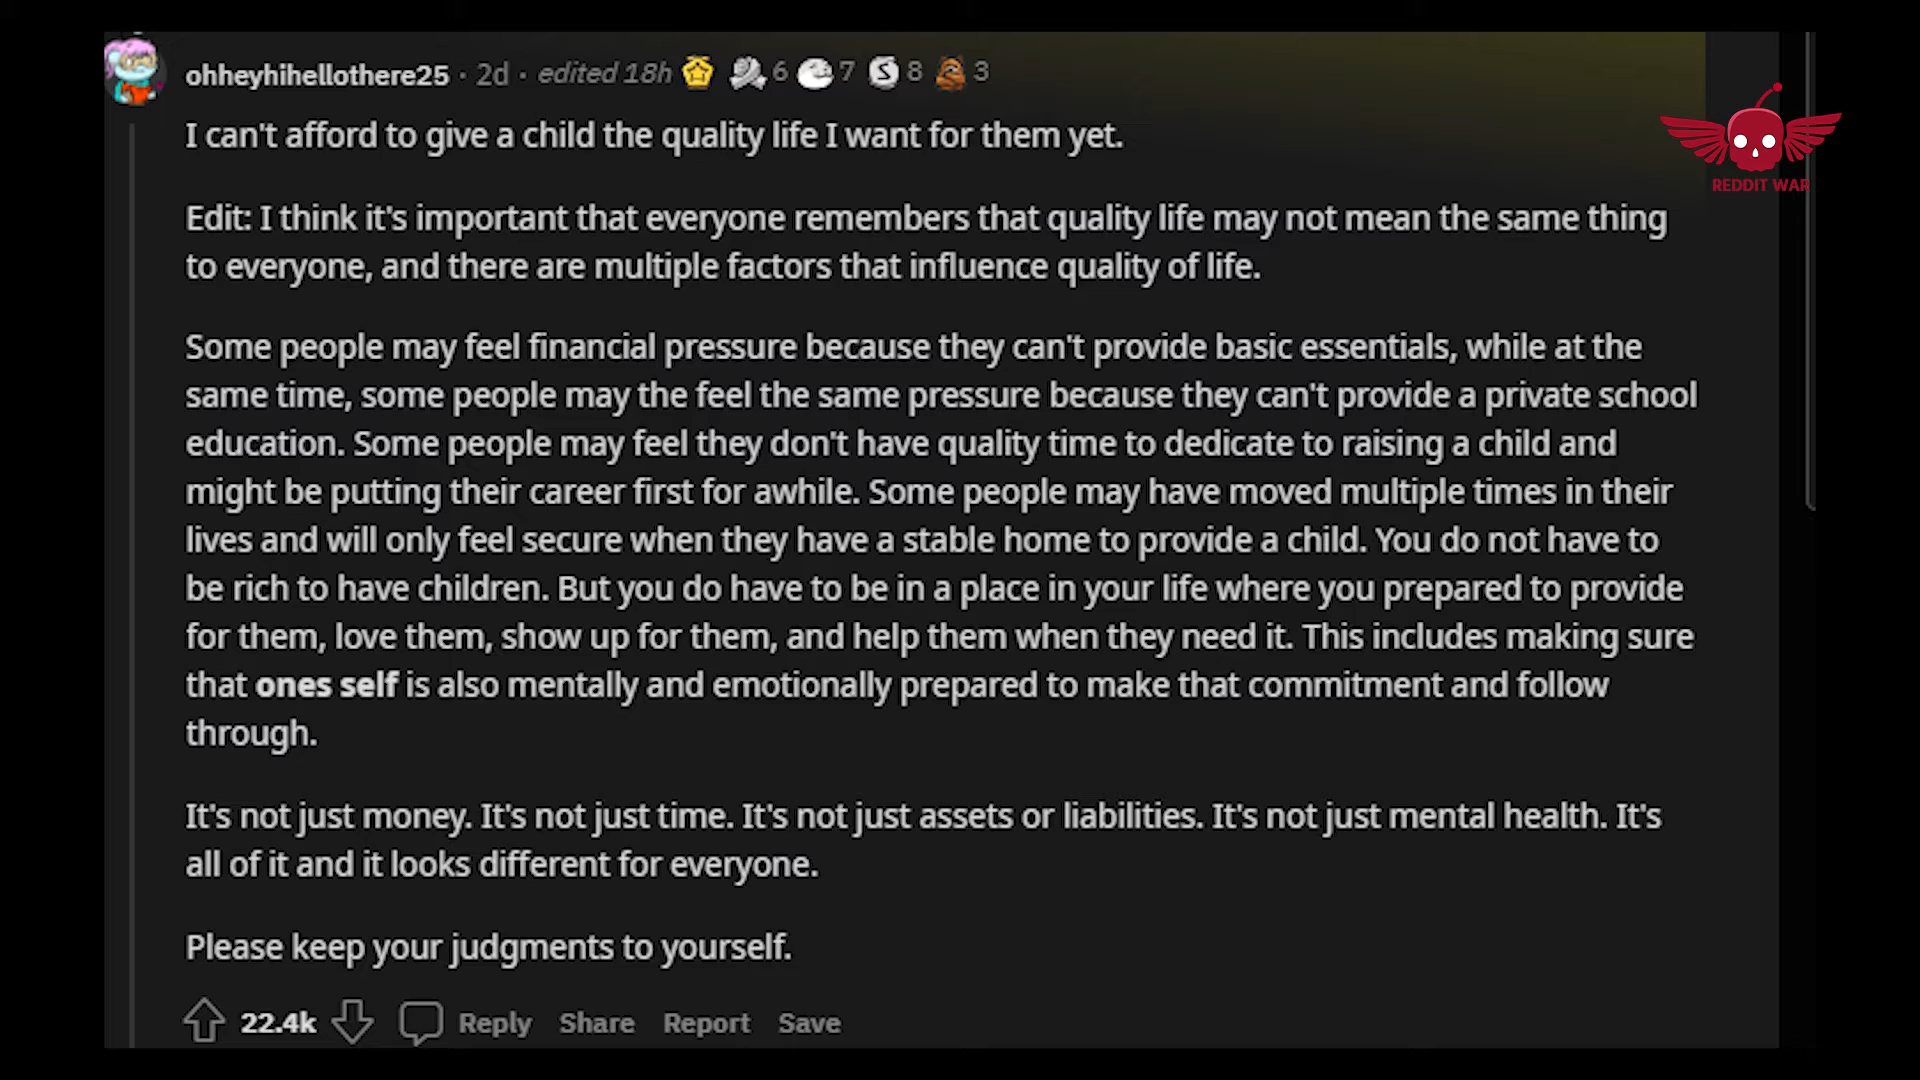 ohheyhihellothere25 · 2d · edited 18h 6 7 8 3
I can't afford to give a child the quality life I want for them yet.
REDDIT WAR
Edit: I think it's important that everyone remembers that quality life may not mean the same thing
to everyone, and there are multiple factors that influence quality of life.
Some people may feel financial pressure because they can't provide basic essentials, while at the
same time, some people may the feel the same pressure because they can't provide a private school
education. Some people may feel they don't have quality time to dedicate to raising a child and
might be putting their career first for awhile. Some people may have moved multiple times in their
lives and will only feel secure when they have a stable home to provide a child. You do not have to
be rich to have children. But you do have to be in a place in your life where you prepared to provide
for them, love them, show up for them, and help them when they need it. This includes making sure
that ones self is also mentally and emotionally prepared to make that commitment and follow
through.
It's not just money. It's not just time. It's not just assets or liabilities. It's not just mental health. It's
all of it and it looks different for everyone.
Please keep your judgments to yourself.
22.4k Reply Share Report Save